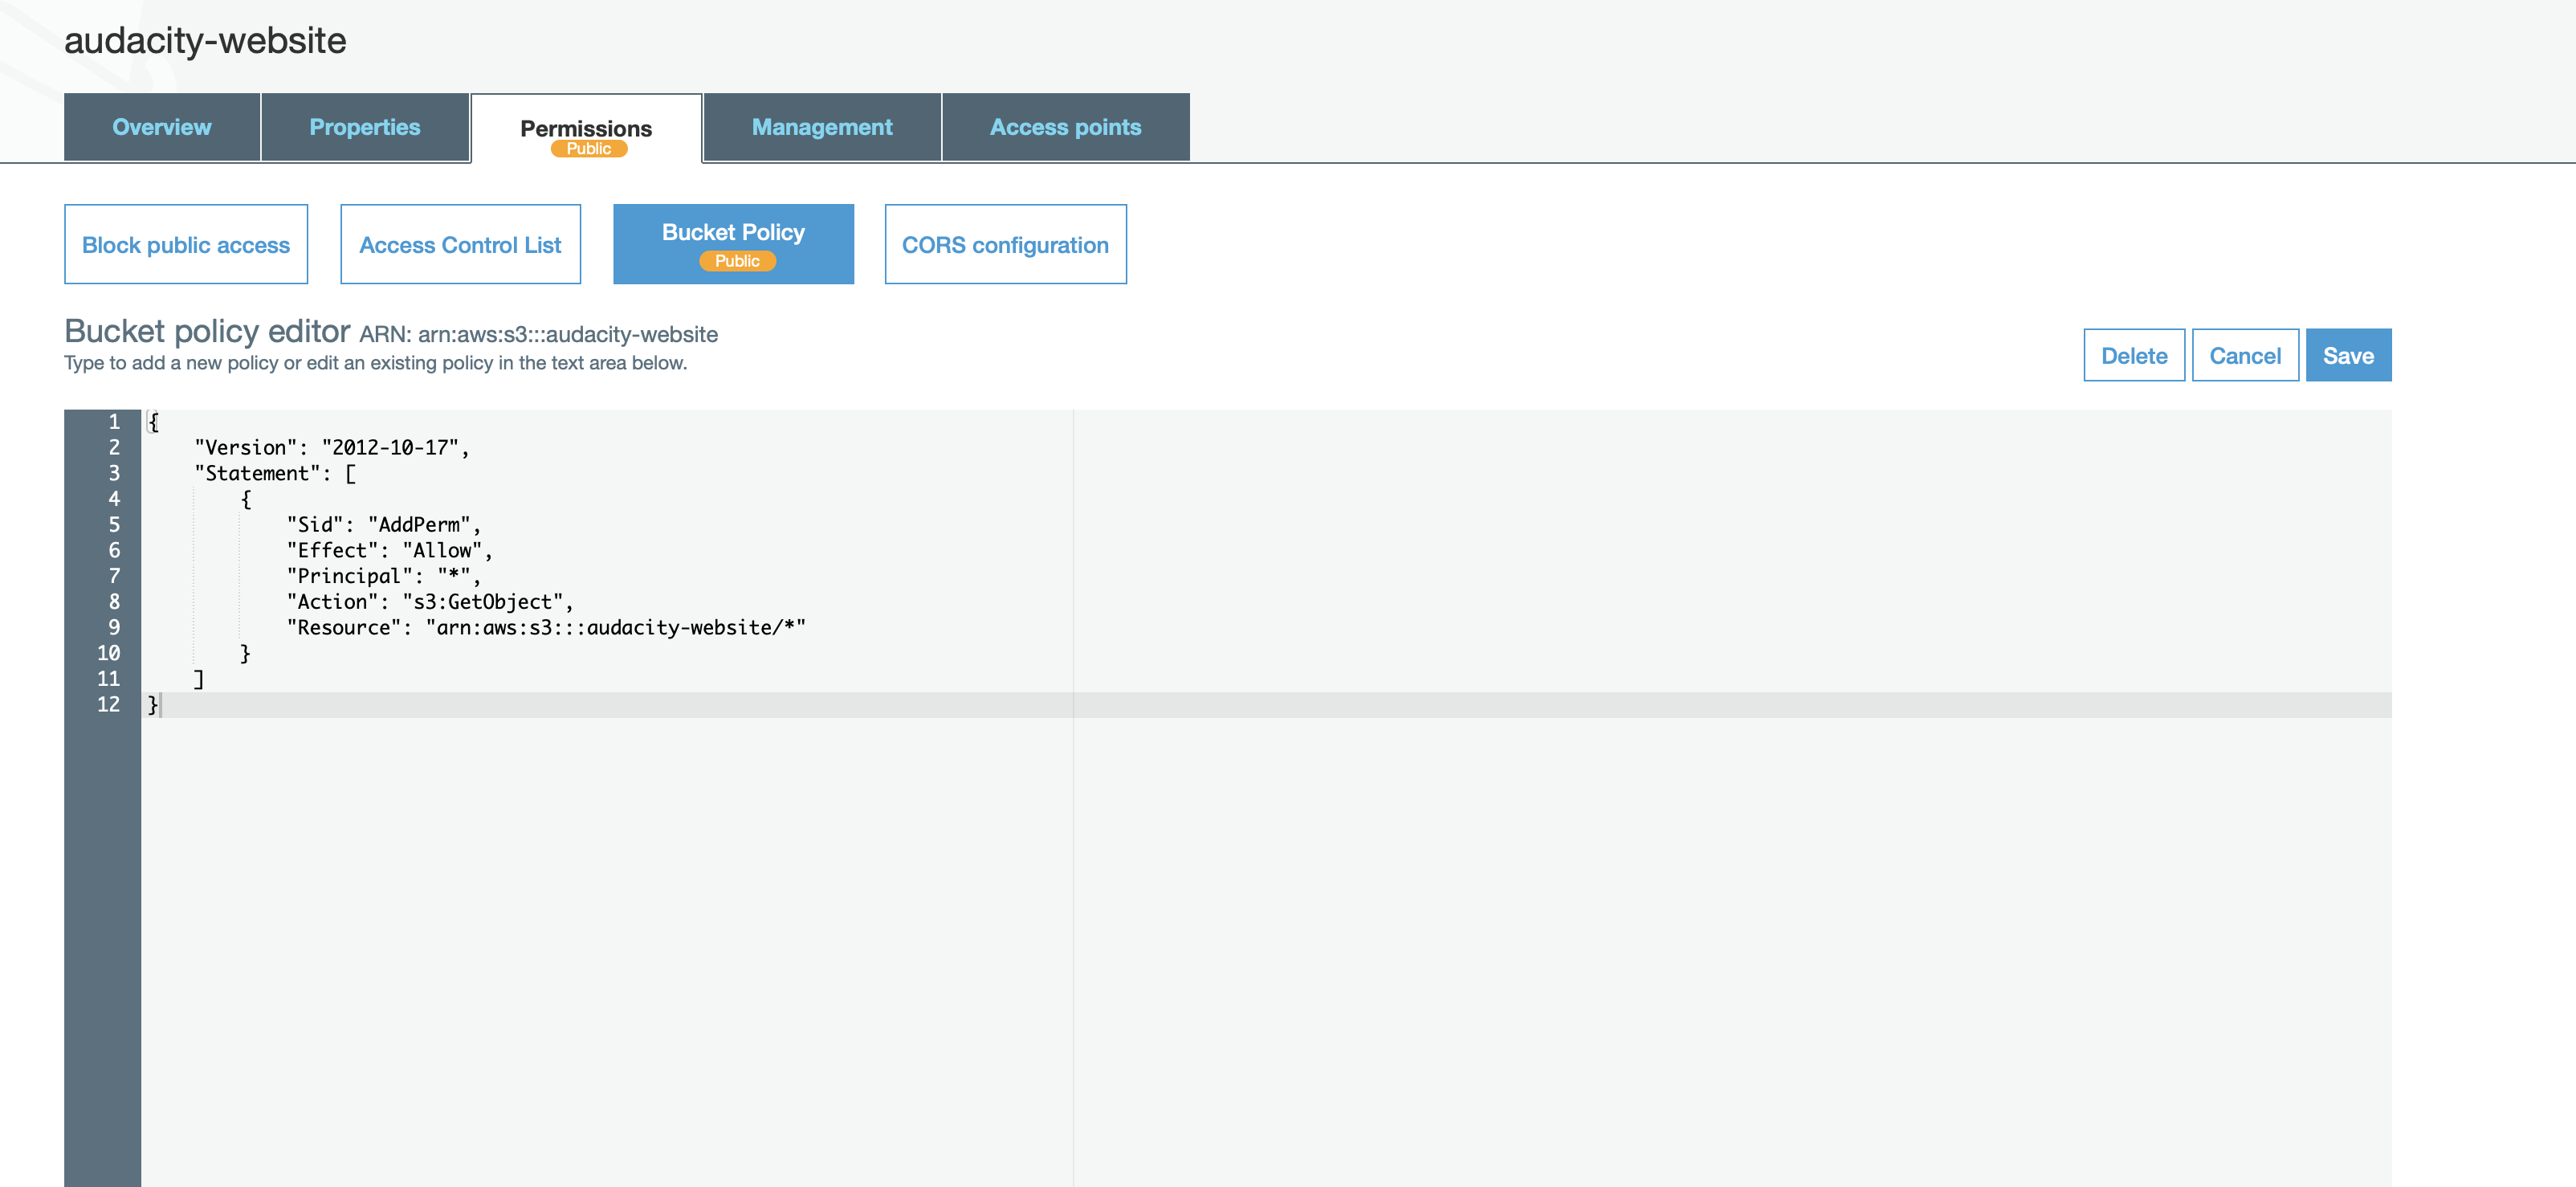 audacity-website
Overview
Properties
Permissions
Public
Management
Access points
Block public access
Access Control List
Bucket Policy
Public
CORS configuration
Bucket policy editor ARN: arn:aws:s3:::audacity-website
Type to add a new policy or edit an existing policy in the text area below.
Delete
Cancel
Save
1 {
2 "Version": "2012-10-17",
3 "Statement": [
4 {
5 "Sid": "AddPerm",
6 "Effect": "Allow",
7 "Principal": "*",
8 "Action": "s3:GetObject",
9 "Resource": "arn:aws:s3:::audacity-website/*"
10 }
11 ]
12 }